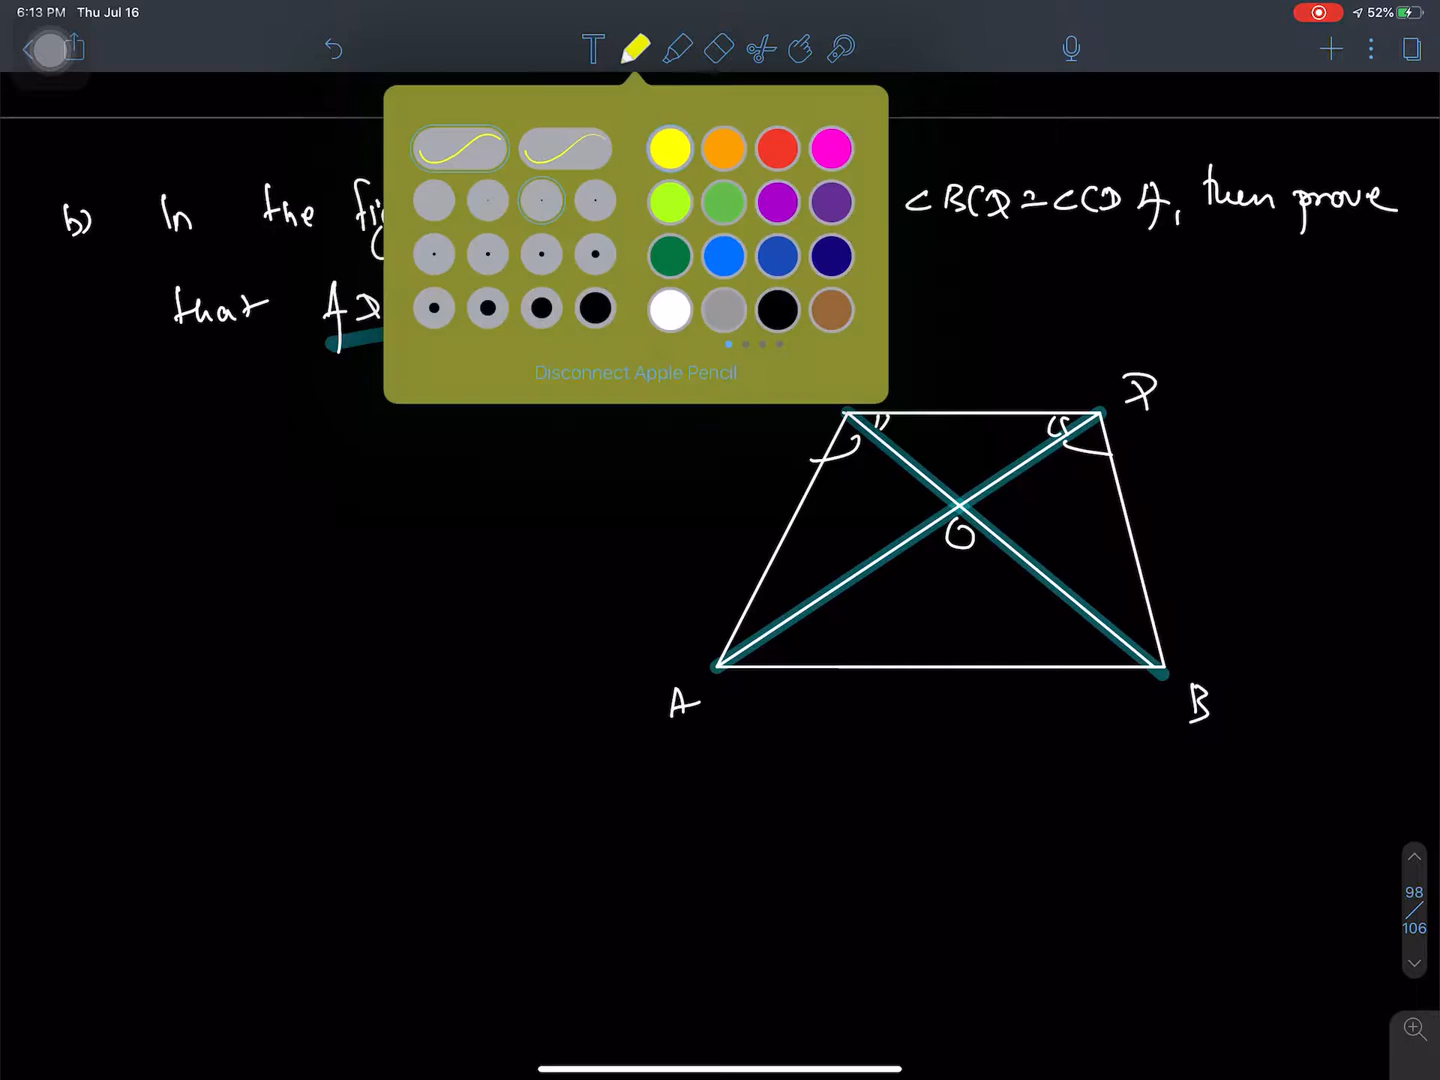 6:13 PM Thu Jul 16
52%
T
b) In the ∠BCD = ∠CDA, then prove
that AD
Disconnect Apple Pencil
D
O
A
B
98
106